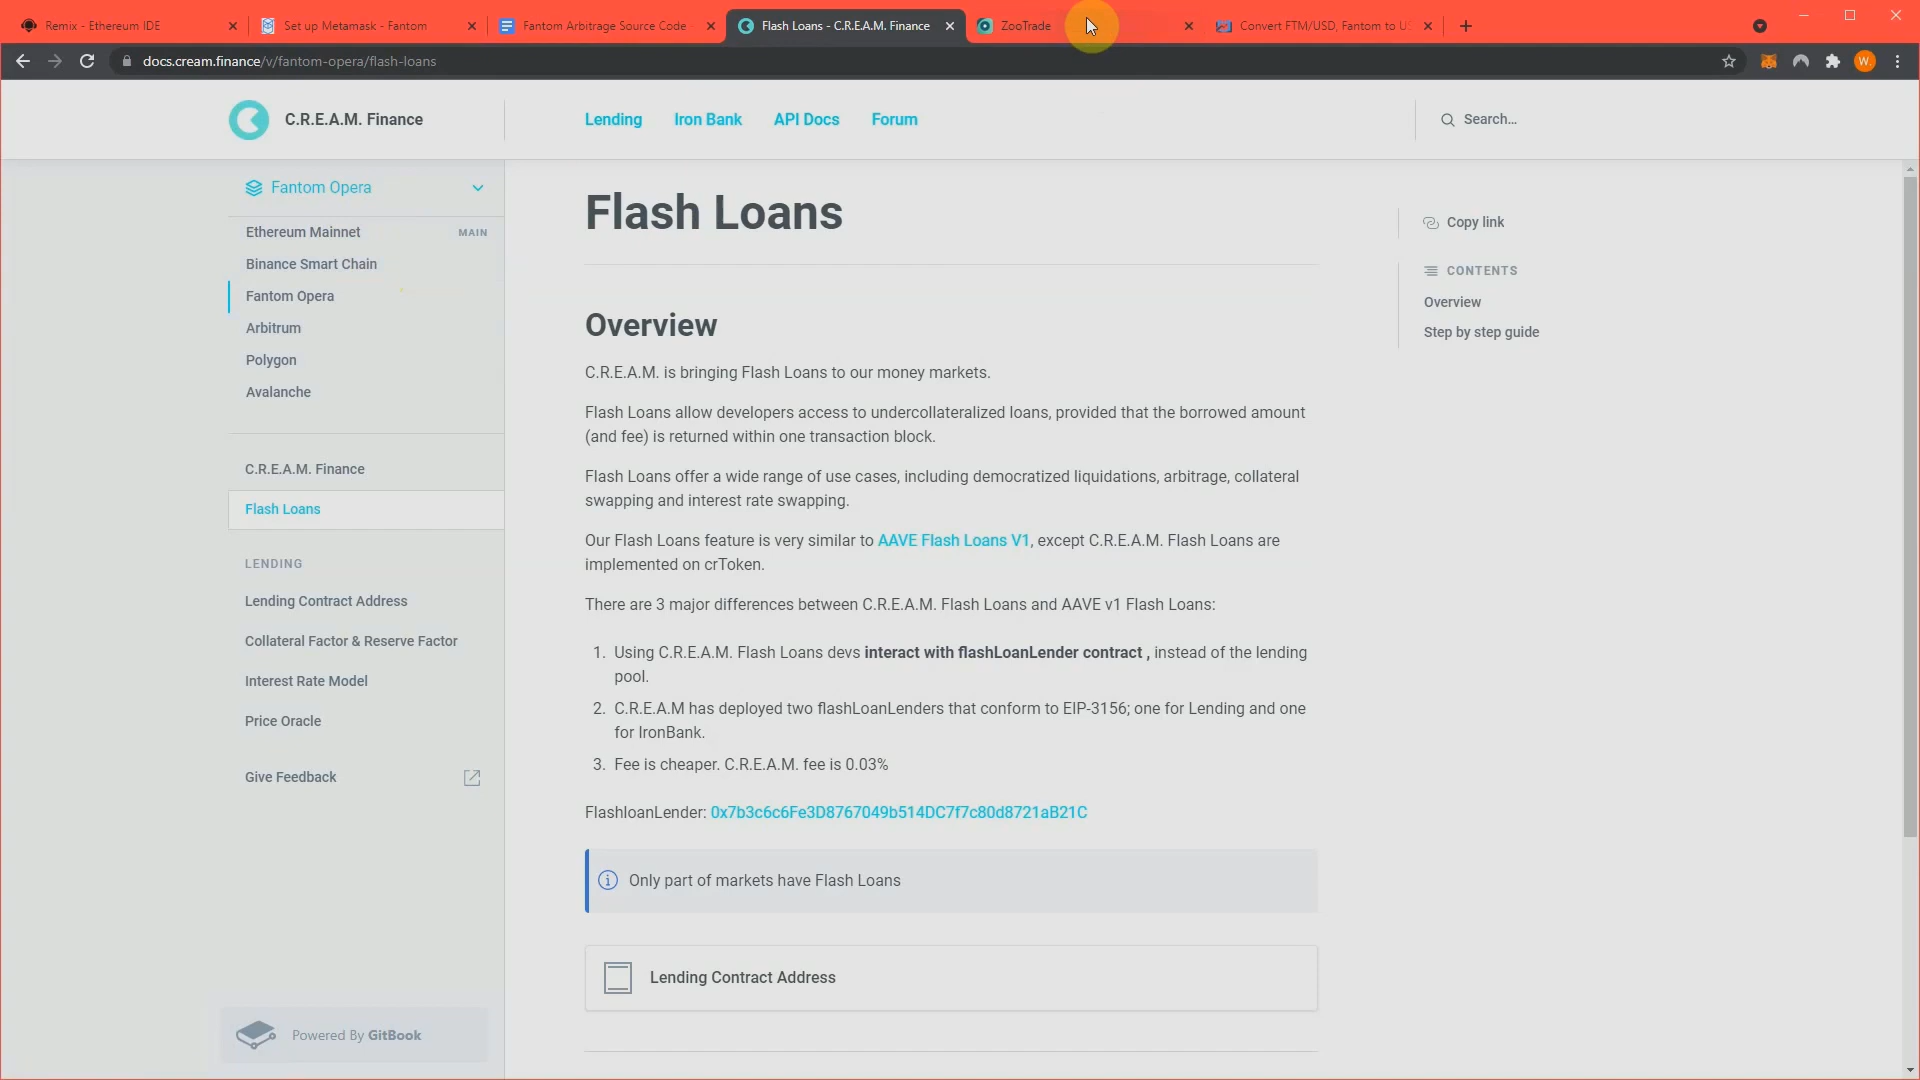 Remix - Ethereum IDE
Set up Metamask - Fantom
Fantom Arbitrage Source Code
Flash Loans - C.R.E.A.M. Finance
ZooTrade
Convert FTM/USD, Fantom to US
docs.cream.finance/v/fantom-opera/flash-loans
W.
C.R.E.A.M. Finance
Lending
Iron Bank
API Docs
Forum
Search...
Fantom Opera
Ethereum Mainnet
MAIN
Binance Smart Chain
Fantom Opera
Arbitrum
Polygon
Avalanche
C.R.E.A.M. Finance
Flash Loans
LENDING
Lending Contract Address
Collateral Factor & Reserve Factor
Interest Rate Model
Price Oracle
Give Feedback
Powered By GitBook
Flash Loans
Overview
C.R.E.A.M. is bringing Flash Loans to our money markets.
Flash Loans allow developers access to undercollateralized loans, provided that the borrowed amount
(and fee) is returned within one transaction block.
Flash Loans offer a wide range of use cases, including democratized liquidations, arbitrage, collateral
swapping and interest rate swapping.
Our Flash Loans feature is very similar to AAVE Flash Loans V1, except C.R.E.A.M. Flash Loans are
implemented on crToken.
There are 3 major differences between C.R.E.A.M. Flash Loans and AAVE v1 Flash Loans:
1. Using C.R.E.A.M. Flash Loans devs interact with flashLoanLender contract , instead of the lending
pool.
2. C.R.E.A.M has deployed two flashLoanLenders that conform to EIP-3156; one for Lending and one
for IronBank.
3. Fee is cheaper. C.R.E.A.M. fee is 0.03%
FlashloanLender: 0x7b3c6c6Fe3D8767049b514DC7f7c80d8721aB21C
Only part of markets have Flash Loans
Lending Contract Address
Copy link
CONTENTS
Overview
Step by step guide